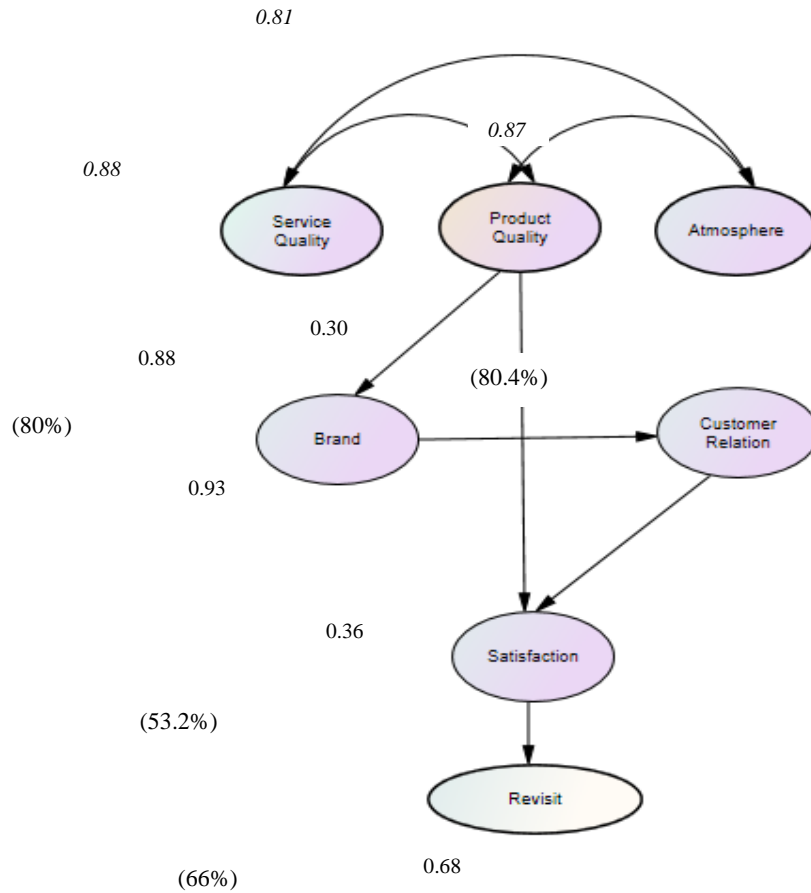 0.81
0.87
0.88
Service
Quality
Product
Quality
Atmosphere
0.30
0.88
(80.4%)
(80%)
Brand
Customer
Relation
0.93
0.36
Satisfaction
(53.2%)
Revisit
0.68
(66%)